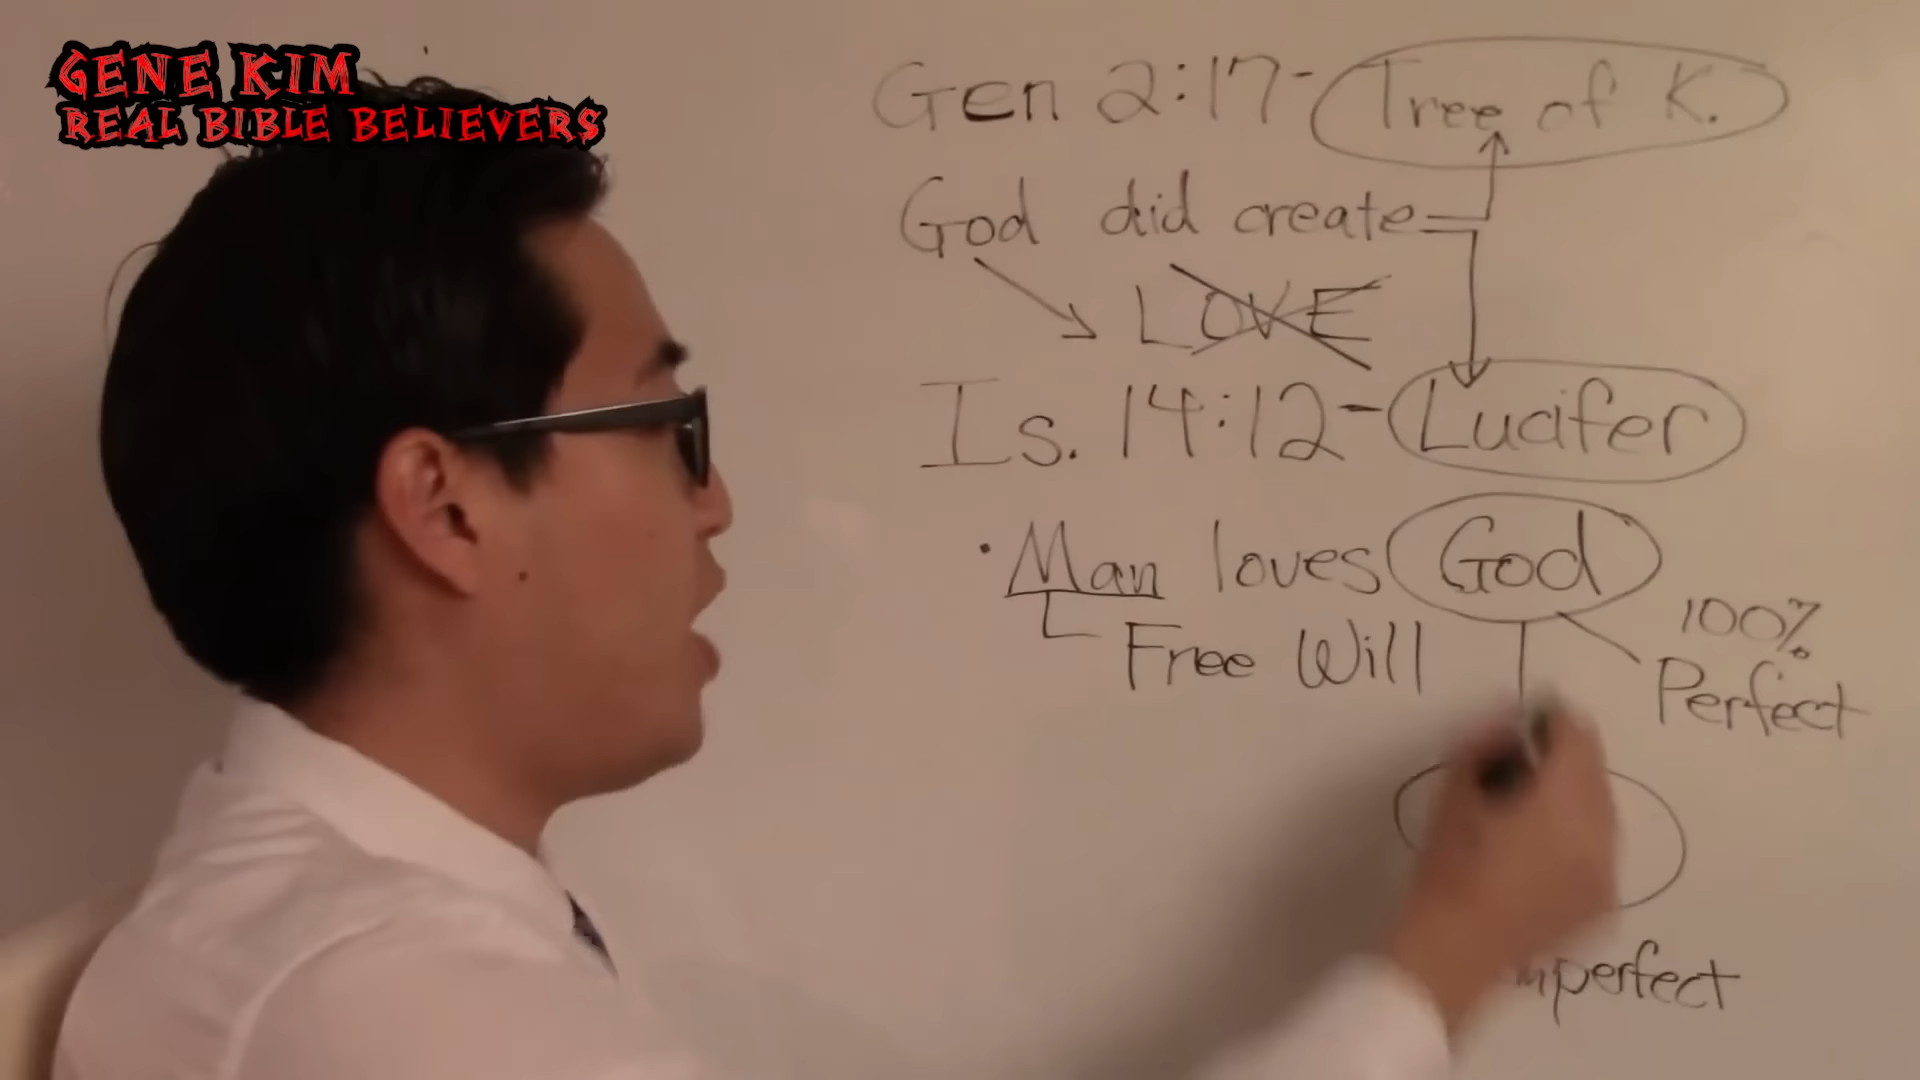 GENE KIM
REAL BIBLE BELIEVERS
Gen 2:17- Tree of K.
God did create
LOVE
Is. 14:12- Lucifer
• Man loves God
Free Will
100%
Perfect
mperfect